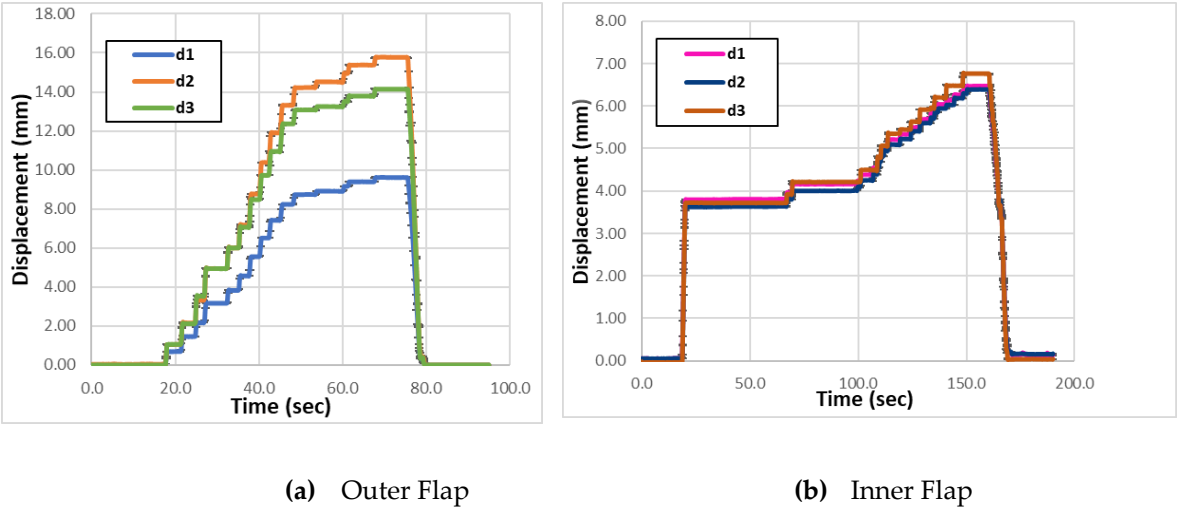 18.00
16.00
14.00
12.00
10.00
8.00
6.00
4.00
2.00
0.00
Displacement (mm)
d1
d2
d3
0.0
20.0
40.0
60.0
80.0
100.0
Time (sec)
8.00
7.00
6.00
5.00
4.00
3.00
2.00
1.00
0.00
Displacement (mm)
d1
d2
d3
0.0
50.0
100.0
150.0
200.0
Time (sec)
(a) Outer Flap
(b) Inner Flap